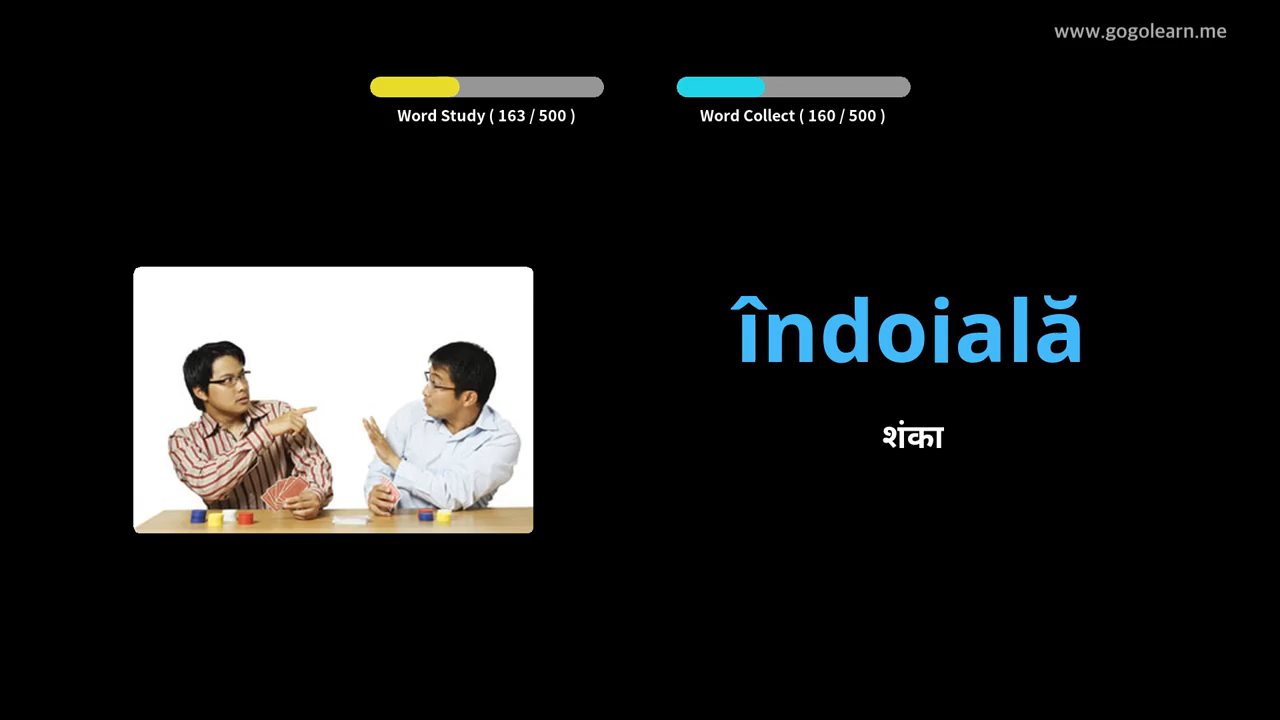 www.gogolearn.me
Word Study ( 163 / 500 )
Word Collect ( 160 / 500 )
îndoială
शंका